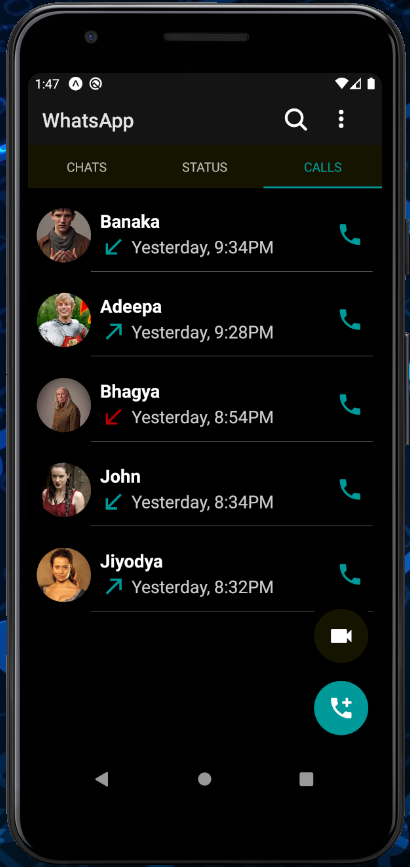 1:47
WhatsApp
CHATS STATUS CALLS
Banaka
Yesterday, 9:34PM
Adeepa
Yesterday, 9:28PM
Bhagya
Yesterday, 8:54PM
John
Yesterday, 8:34PM
Jiyodya
Yesterday, 8:32PM